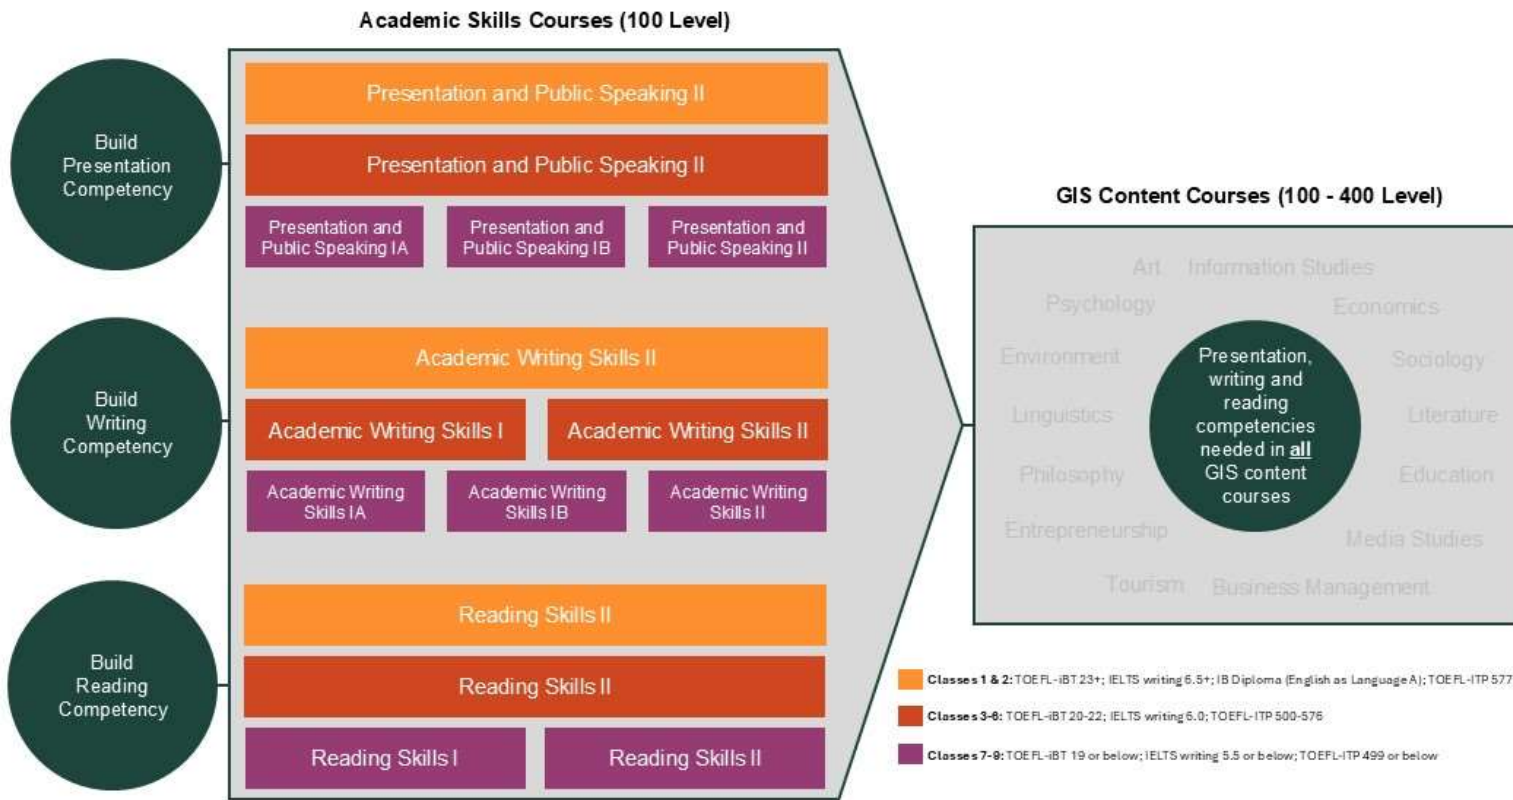 Academic Skills Courses (100 Level)
Build
Presentation
Competency
Presentation and Public Speaking II
Presentation and Public Speaking II
Presentation and
Public Speaking IA
Presentation and
Public Speaking IB
Presentation and
Public Speaking II
Build
Writing
Competency
Academic Writing Skills II
Academic Writing Skills I
Academic Writing Skills II
Academic Writing
Skills IA
Academic Writing
Skills IB
Academic Writing
Skills II
Build
Reading
Competency
Reading Skills II
Reading Skills II
Reading Skills I
Reading Skills II
GIS Content Courses (100 - 400 Level)
Art
Information Studies
Psychology
Economics
Environment
Sociology
Linguistics
Literature
Philosophy
Education
Entrepreneurship
Media Studies
Tourism
Business Management
Presentation,
writing and
reading
competencies
needed in all
GIS content
courses
Classes 1 & 2: TOEFL-iBT 23+; IELTS writing 6.5+; IB Diploma (English as Language A); TOEFL-ITP 577
Classes 3-6: TOEFL-iBT 20-22; IELTS writing 6.0; TOEFL-ITP 500-576
Classes 7-9: TOEFL-iBT 19 or below; IELTS writing 5.5 or below; TOEFL-ITP 499 or below